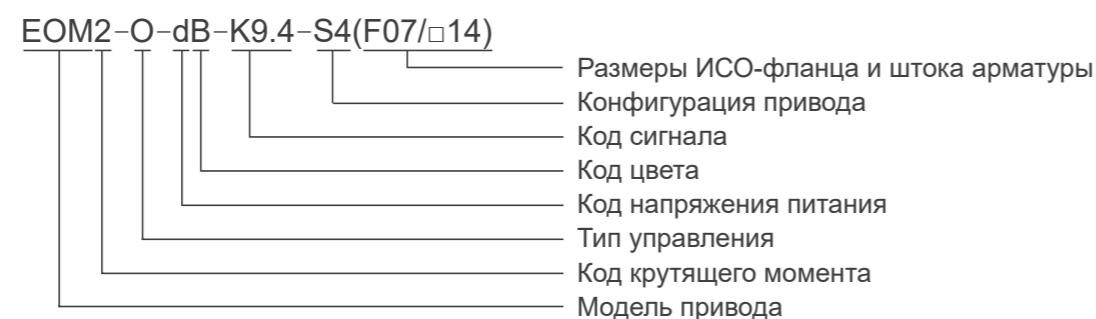 EOM2-O-dB-K9.4-S4(F07/□14)
Размеры ИСО-фланца и штока арматуры
Конфигурация привода
Код сигнала
Код цвета
Код напряжения питания
Тип управления
Код крутящего момента
Модель привода